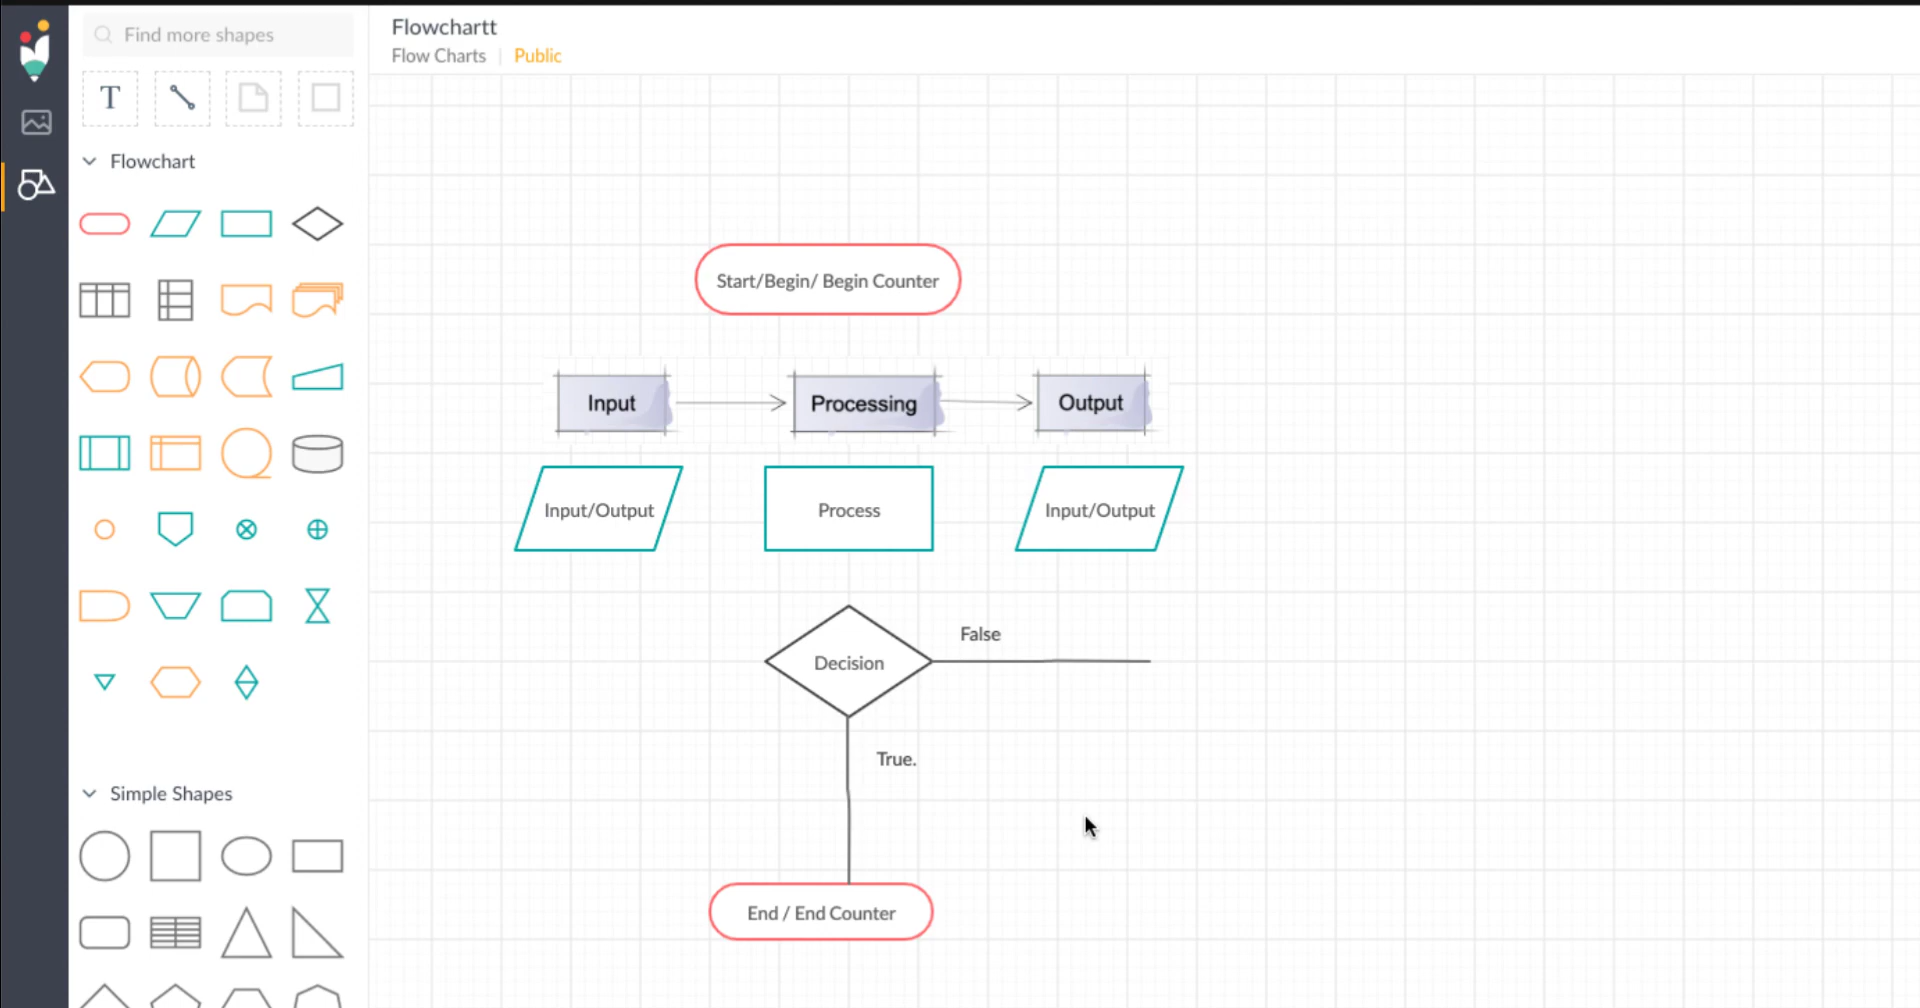 Find more shapes
Flowchartt
Flow Charts | Public
T
Flowchart
Start/Begin/ Begin Counter
Input
Processing
Output
Input/Output
Process
Input/Output
Decision
False
True.
End / End Counter
Simple Shapes